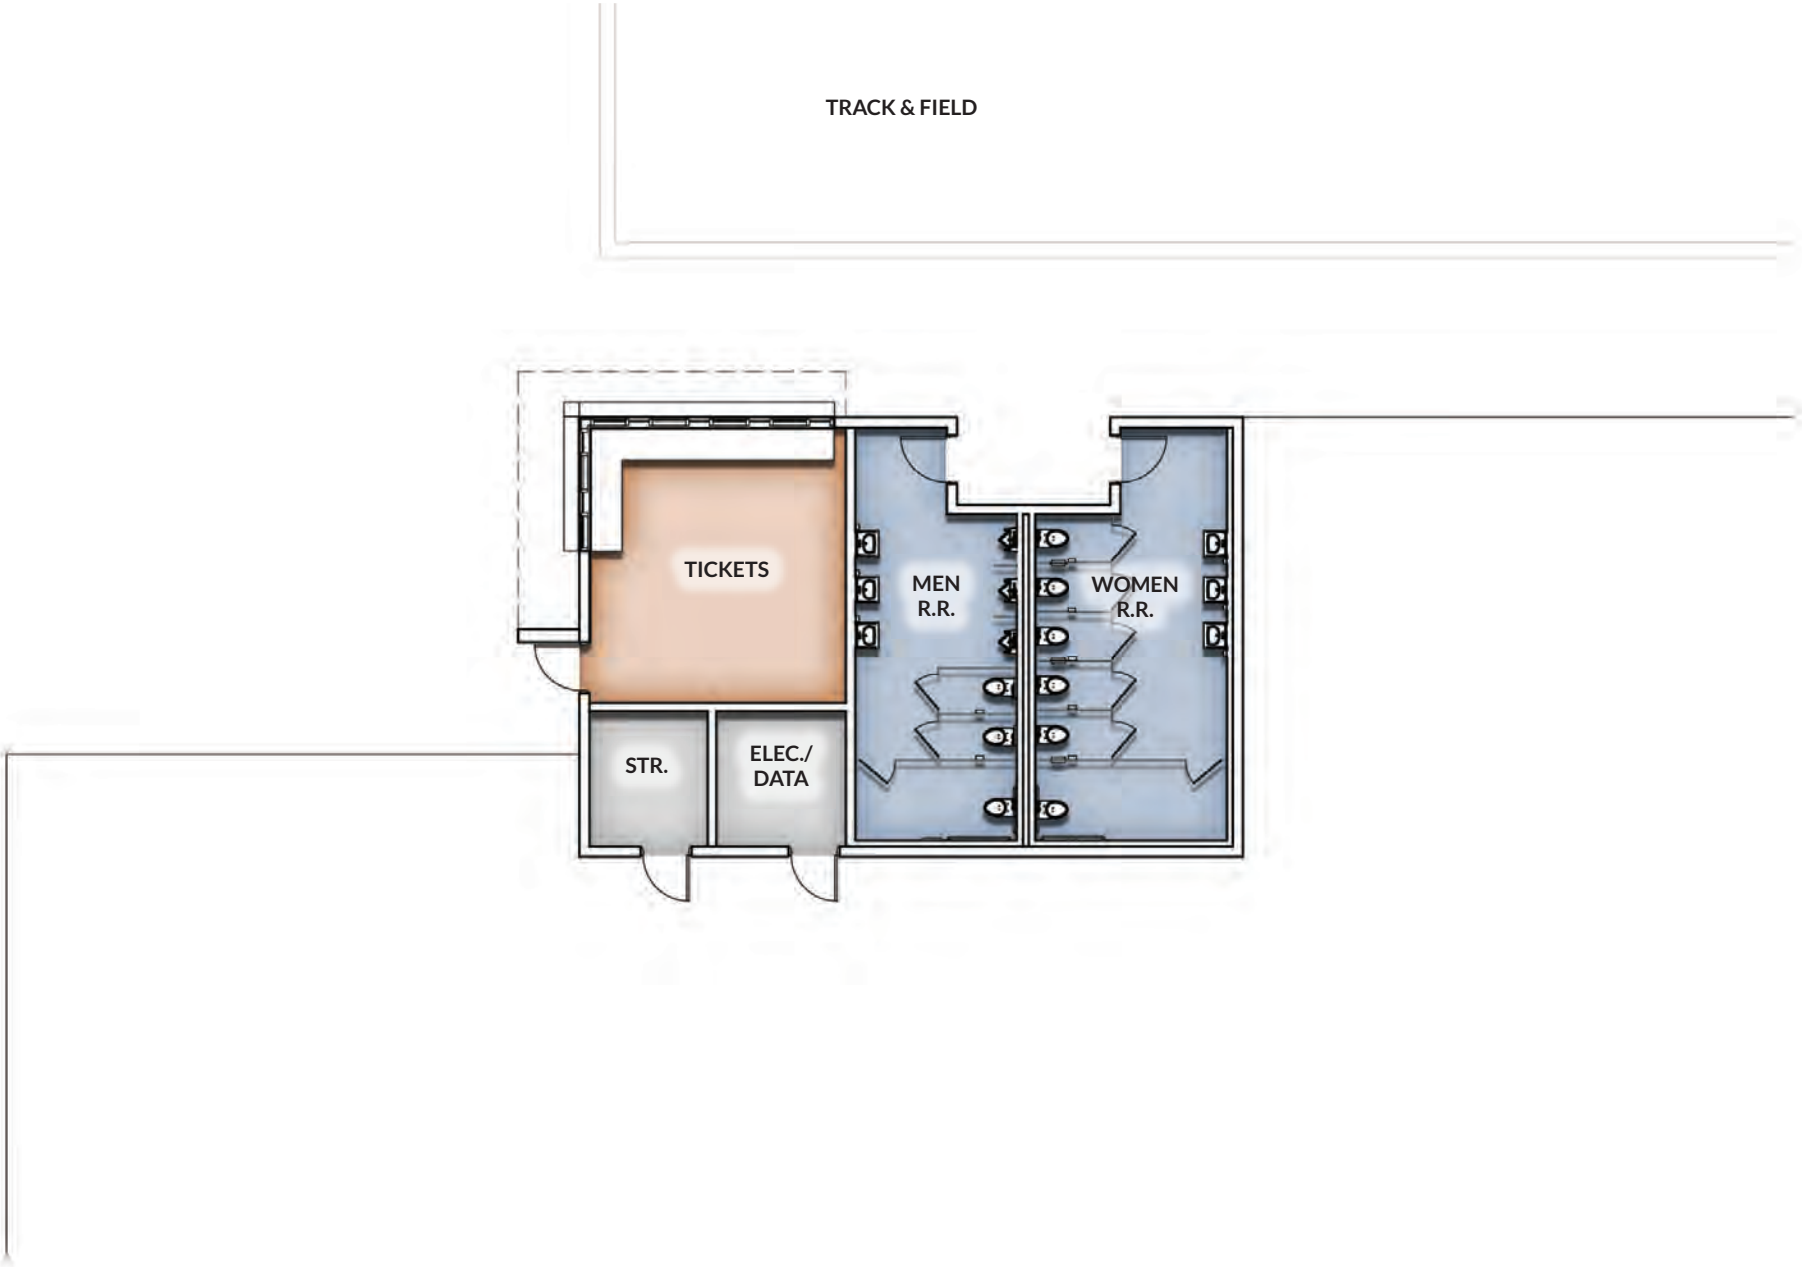 TRACK & FIELD
TICKETS
MEN
R.R.
WOMEN
R.R.
STR.
ELEC./
DATA